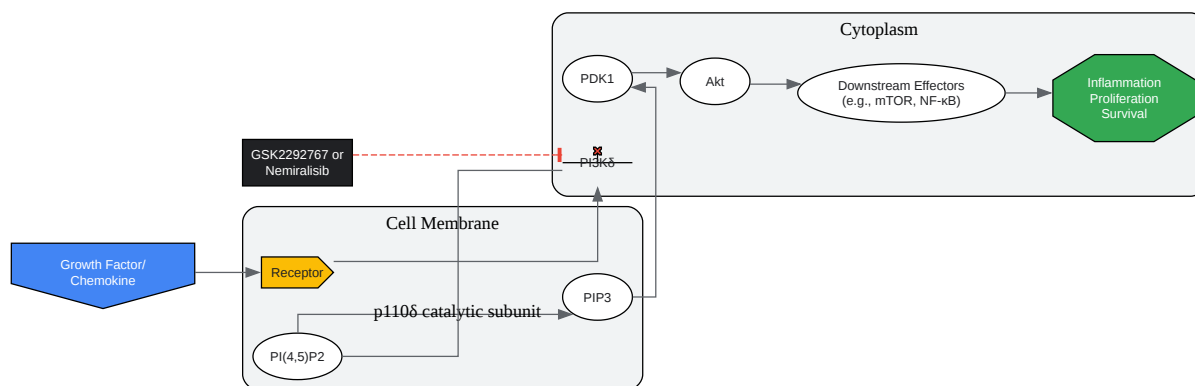 Cytoplasm
PDK1
Akt
Downstream Effectors
(e.g., mTOR, NF-κB)
Inflammation
Proliferation
Survival
GSK2292767 or
Nemiralisib
PI3Kδ
Cell Membrane
Growth Factor/
Chemokine
Receptor
PIP3
p110δ catalytic subunit
PI(4,5)P2